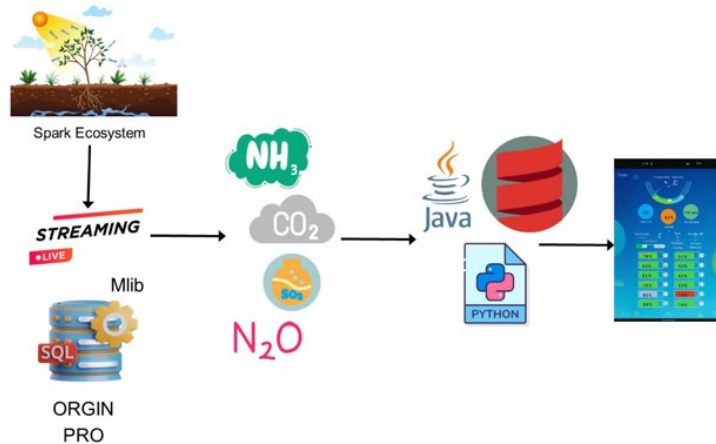 Spark Ecosystem
STREAMING
LIVE
Mlib
SQL
ORGIN
PRO
NH3
CO2
SO2
N2O
Java
PYTHON